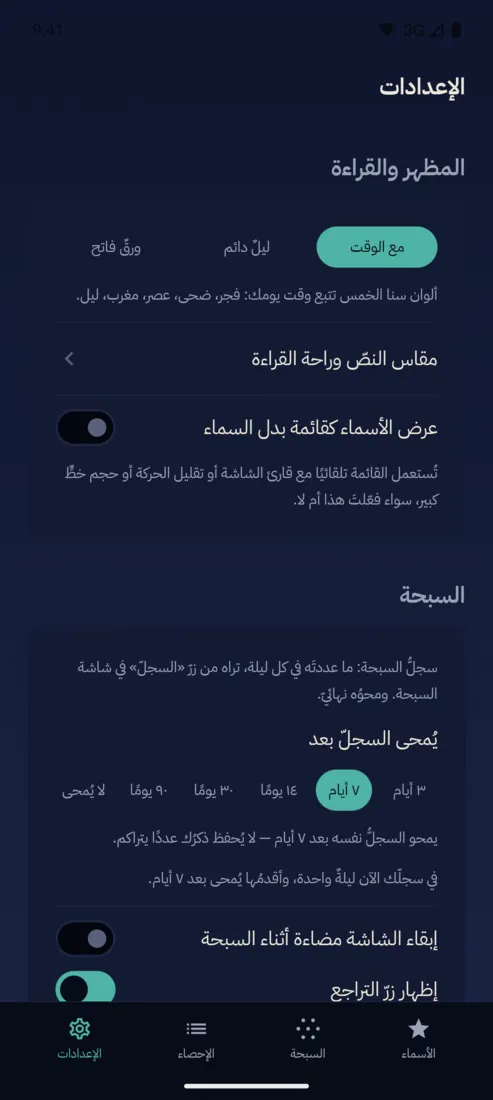 9:41 3G
الإعدادات
المظهر والقراءة
مع الوقت ليلٌ دائم ورقٌ فاتح
ألوان سنا الخمس تتبع وقت يومك: فجر، ضحى، عصر، مغرب، ليل.
مقاس النصّ وراحة القراءة
عرض الأسماء كقائمة بدل السماء
تُستعمل القائمة تلقائيًا مع قارئ الشاشة أو تقليل الحركة أو حجم خطٍّ
كبير، سواء فعّلتَ هذا أم لا.
السبحة
سجلُّ السبحة: ما عددتَه في كل ليلة، تراه من زرّ «السجلّ» في شاشة
السبحة. ومحوُه نهائيّ.
يُمحى السجلّ بعد
٣ أيام ٧ أيام ١٤ يومًا ٣٠ يومًا ٩٠ يومًا لا يُمحى
يمحو السجلُّ نفسه بعد ٧ أيام — لا يُحفظ ذكرُك عددًا يتراكم.
في سجلّك الآن ليلةٌ واحدة، وأقدمُها يُمحى بعد ٧ أيام.
إبقاء الشاشة مضاءة أثناء السبحة
إظهار زرّ التراجع
الأسماء السبحة الإحصاء الإعدادات